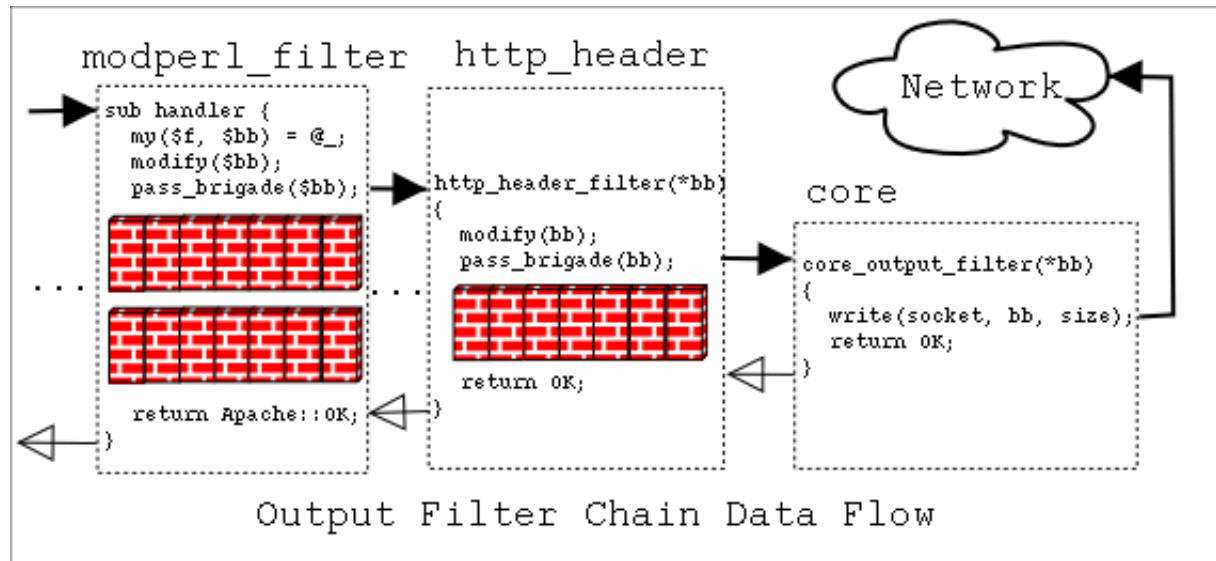 modperl_filter
sub handler {
my($f, $bb) = @_;
modify($bb);
pass_brigade($bb);
...
return Apache::OK;
}
http_header
http_header_filter(*bb)
{
modify(bb);
pass_brigade(bb);
...
return OK;
}
Network
core
core_output_filter(*bb)
{
write(socket, bb, size);
return OK;
}
Output Filter Chain Data Flow